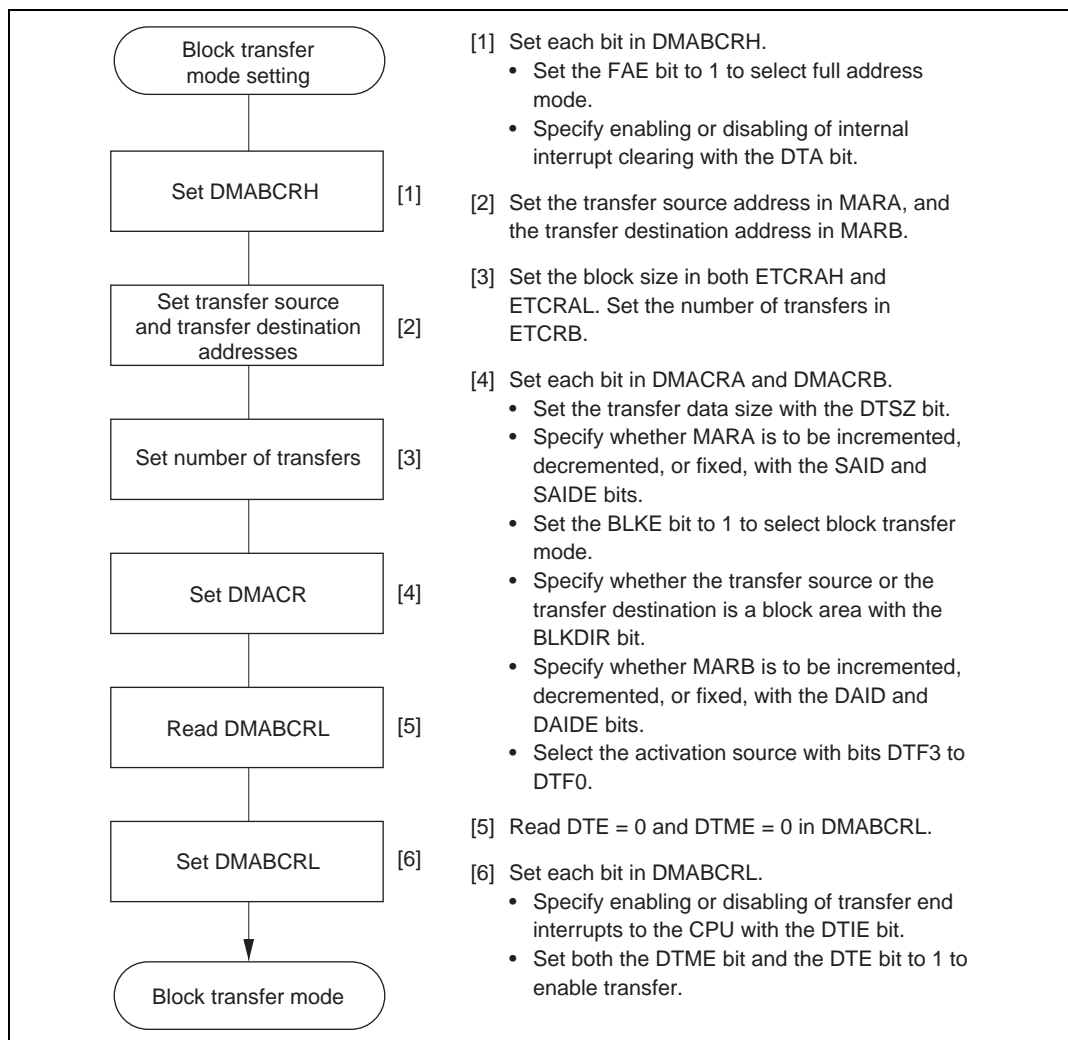 Block transfer
mode setting
Set DMABCRH [1]
Set transfer source
and transfer destination
addresses
[2]
Set number of transfers [3]
Set DMACR [4]
Read DMABCRL [5]
Set DMABCRL [6]
Block transfer mode
[1] Set each bit in DMABCRH.
• Set the FAE bit to 1 to select full address
mode.
• Specify enabling or disabling of internal
interrupt clearing with the DTA bit.
[2] Set the transfer source address in MARA, and
the transfer destination address in MARB.
[3] Set the block size in both ETCRAH and
ETCRAL. Set the number of transfers in
ETCRB.
[4] Set each bit in DMACRA and DMACRB.
• Set the transfer data size with the DTSZ bit.
• Specify whether MARA is to be incremented,
decremented, or fixed, with the SAID and
SAIDE bits.
• Set the BLKE bit to 1 to select block transfer
mode.
• Specify whether the transfer source or the
transfer destination is a block area with the
BLKDIR bit.
• Specify whether MARB is to be incremented,
decremented, or fixed, with the DAID and
DAIDE bits.
• Select the activation source with bits DTF3 to
DTF0.
[5] Read DTE = 0 and DTME = 0 in DMABCRL.
[6] Set each bit in DMABCRL.
• Specify enabling or disabling of transfer end
interrupts to the CPU with the DTIE bit.
• Set both the DTME bit and the DTE bit to 1 to
enable transfer.